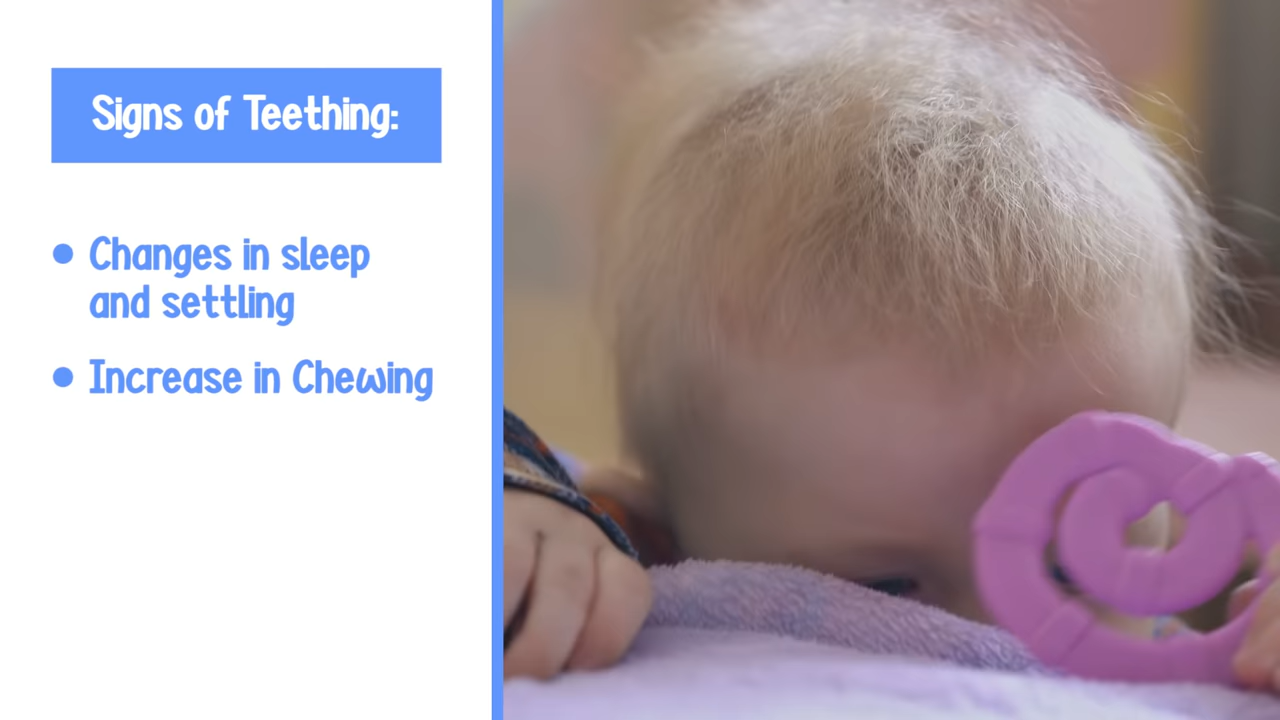 Signs of Teething:
Changes in sleep
and settling
Increase in Chewing